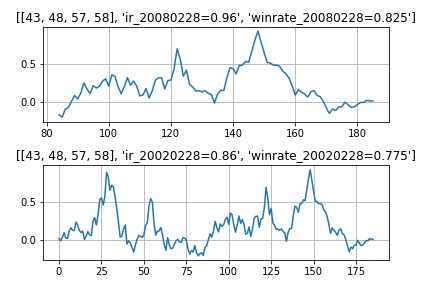 [[43, 48, 57, 58], 'ir_20080228=0.96', 'winrate_20080228=0.825']
0.5
0.0
80 100 120 140 160 180
[[43, 48, 57, 58], 'ir_20020228=0.86', 'winrate_20020228=0.775']
0.5
0.0
0 25 50 75 100 125 150 175